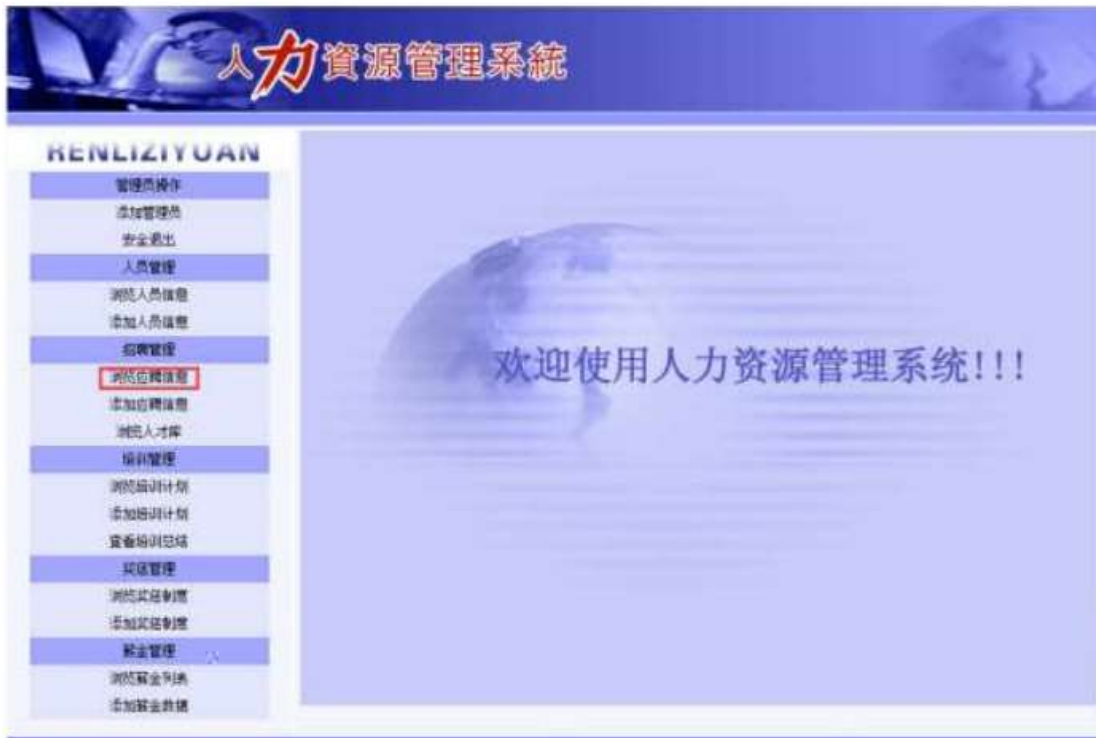 人力資源管理系統
RENLIZIYUAN
管理员操作
添加管理员
安全退出
人员管理
浏览人员信息
添加人员信息
招聘管理
浏览应聘信息
添加应聘信息
浏览人才库
培训管理
浏览培训计划
添加培训计划
查看培训总结
奖惩管理
浏览奖惩制度
添加奖惩制度
薪金管理
浏览薪金列表
添加薪金数据
欢迎使用人力资源管理系统!!!